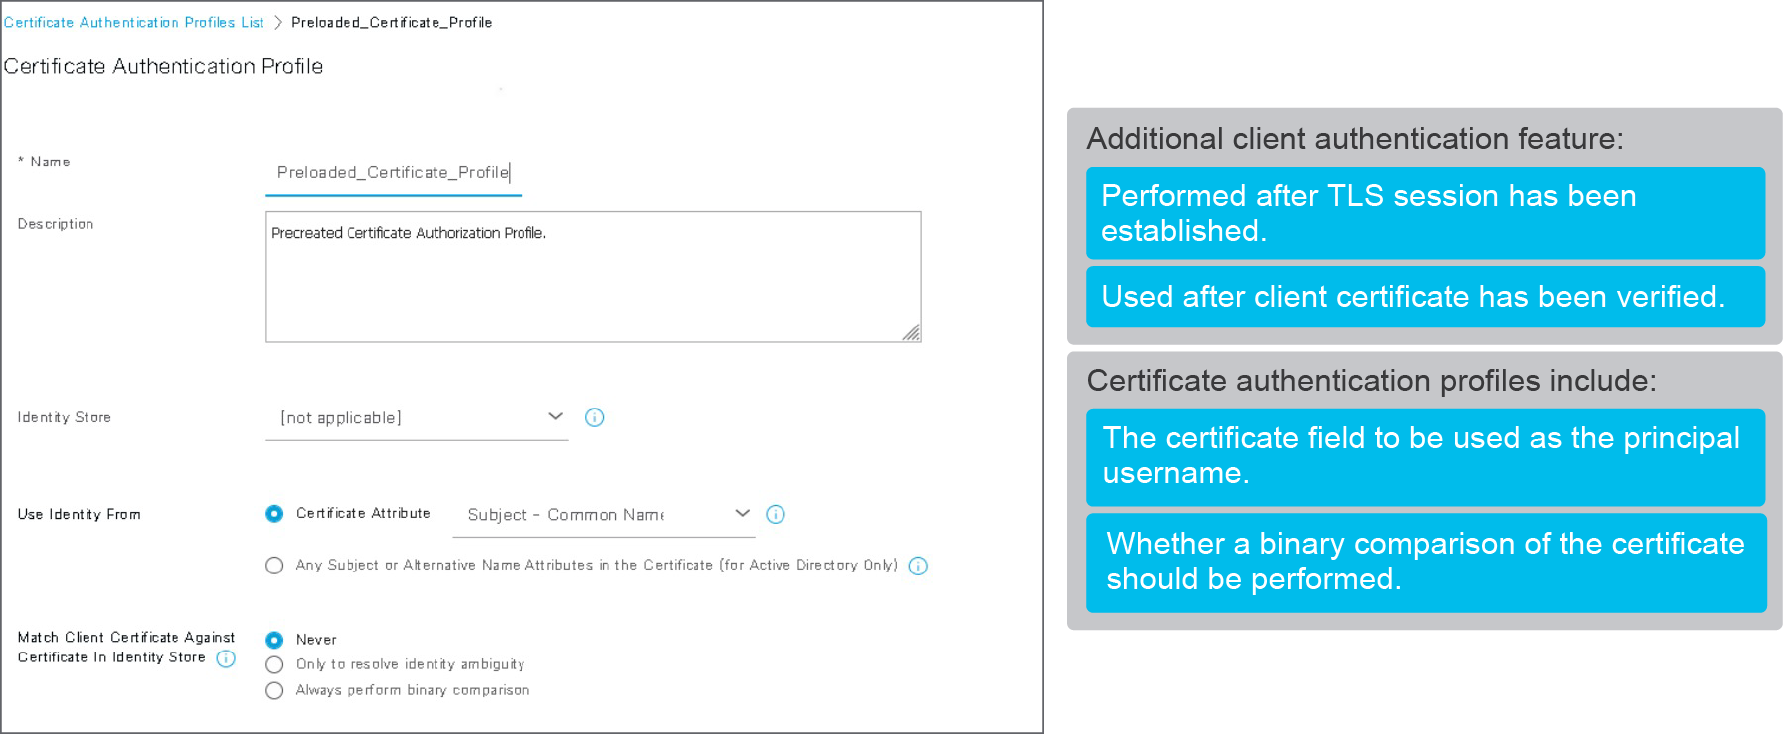 Certificate Authentication Profiles List > Preloaded_Certificate_Profile
Certificate Authentication Profile
* Name
Preloaded_Certificate_Profile
Description
Precreated Certificate Authorization Profile.
Identity Store
[not applicable]
Use Identity From
Certificate Attribute
Subject - Common Name
Any Subject or Alternative Name Attributes in the Certificate (for Active Directory Only)
Match Client Certificate Against
Certificate In Identity Store
Never
Only to resolve identity ambiguity
Always perform binary comparison
Additional client authentication feature:
Performed after TLS session has been
established.
Used after client certificate has been verified.
Certificate authentication profiles include:
The certificate field to be used as the principal
username.
Whether a binary comparison of the certificate
should be performed.